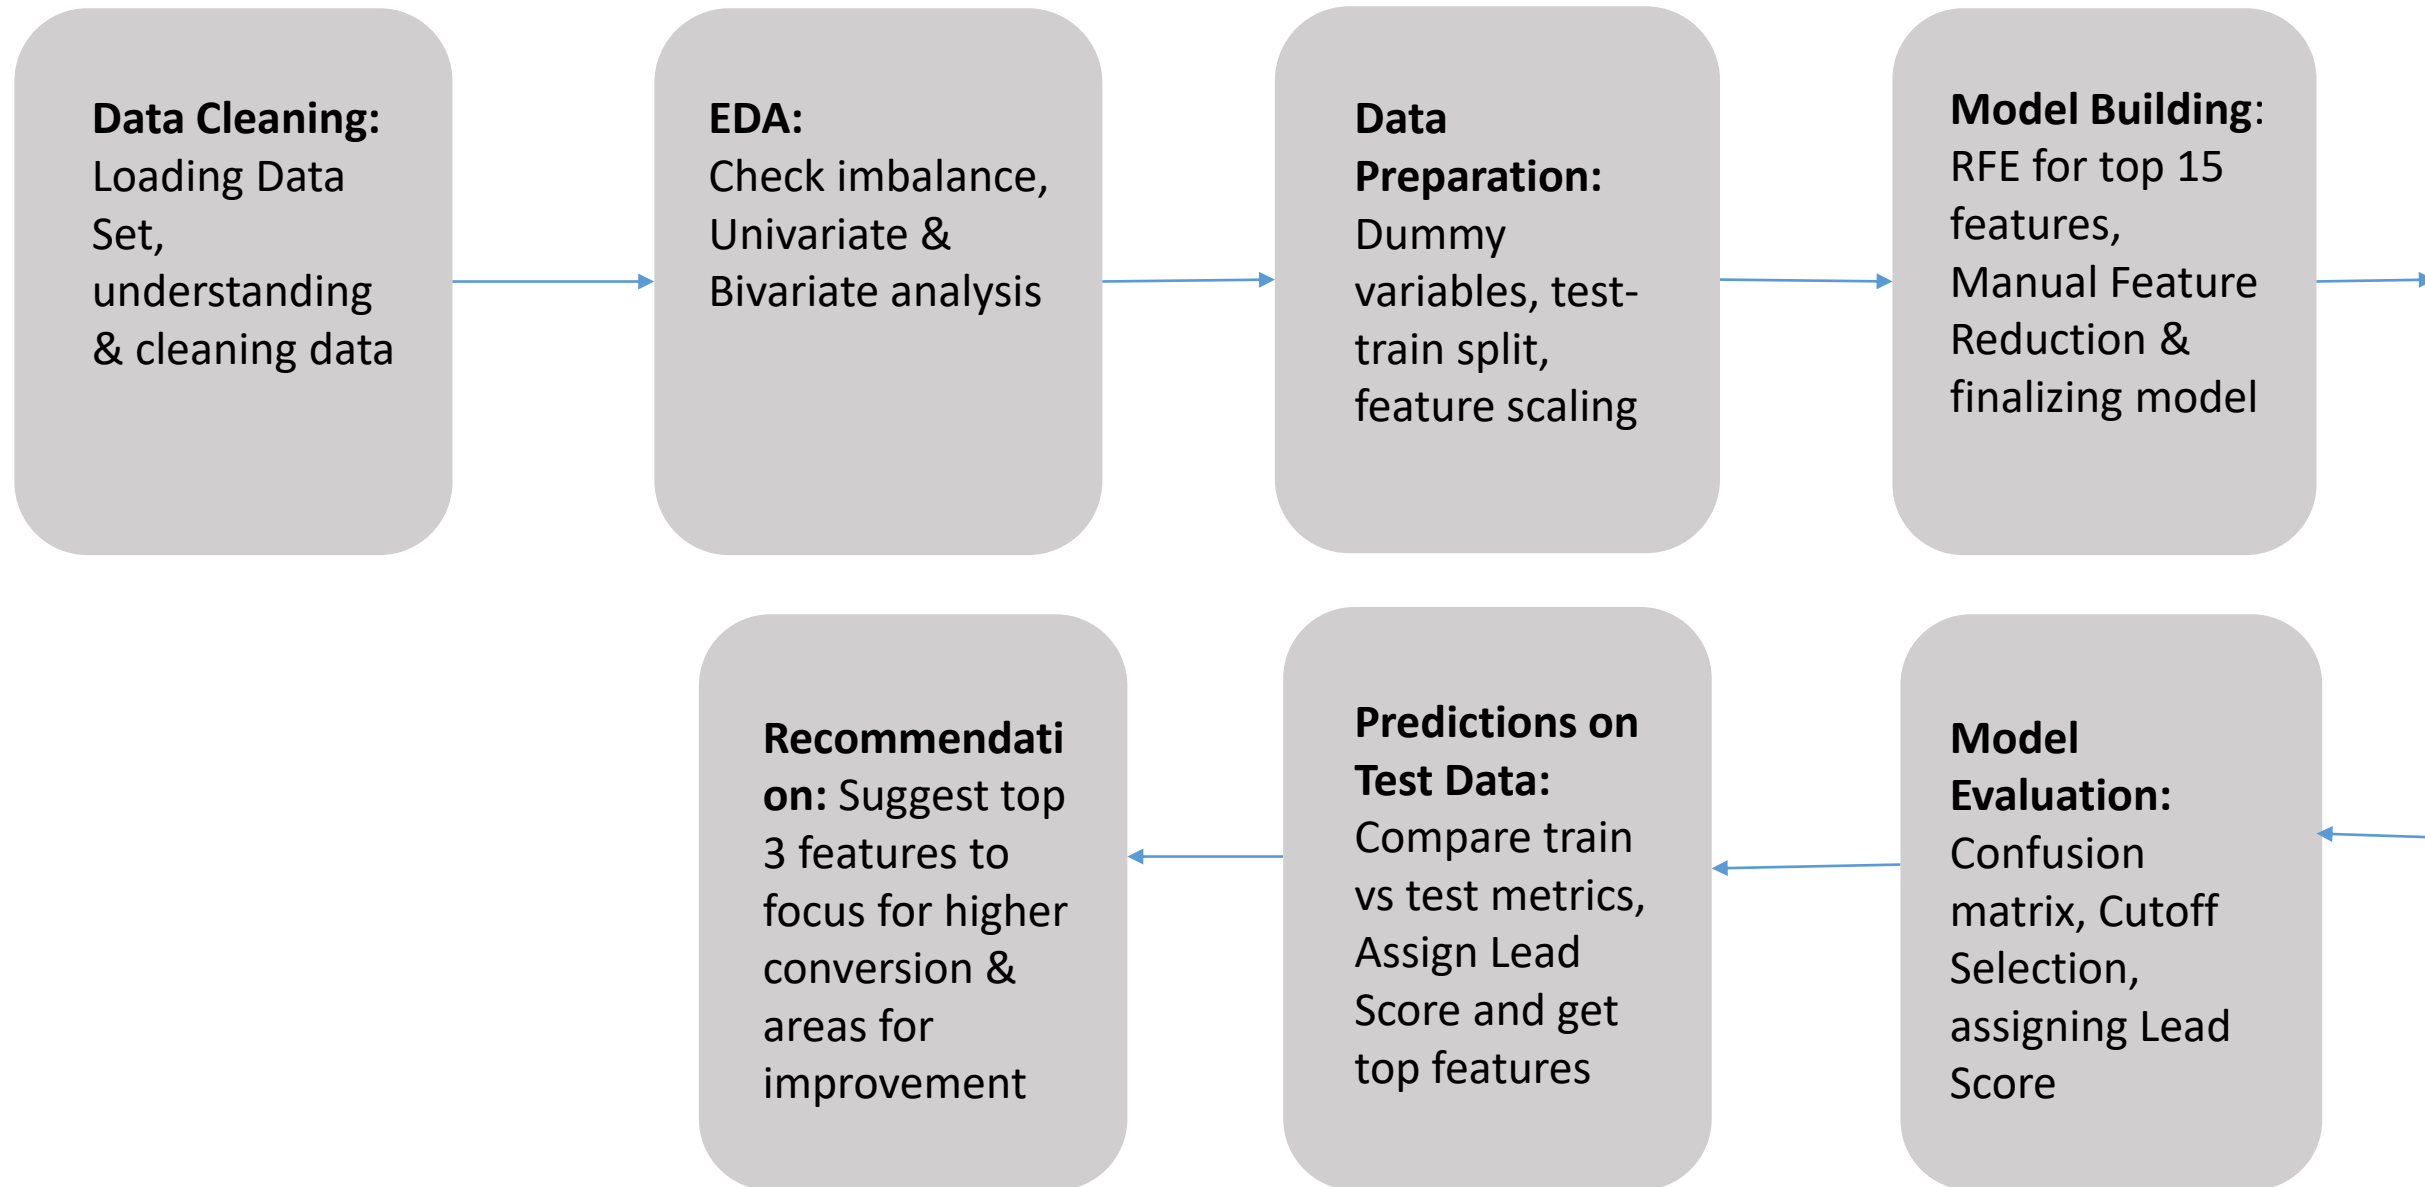 Data Cleaning:
Loading Data
Set,
understanding
& cleaning data
EDA:
Check imbalance,
Univariate &
Bivariate analysis
Data
Preparation:
Dummy
variables, test-
train split,
feature scaling
Model Building:
RFE for top 15
features,
Manual Feature
Reduction &
finalizing model
Model
Evaluation:
Confusion
matrix, Cutoff
Selection,
assigning Lead
Score
Predictions on
Test Data:
Compare train
vs test metrics,
Assign Lead
Score and get
top features
Recommendati
on: Suggest top
3 features to
focus for higher
conversion &
areas for
improvement